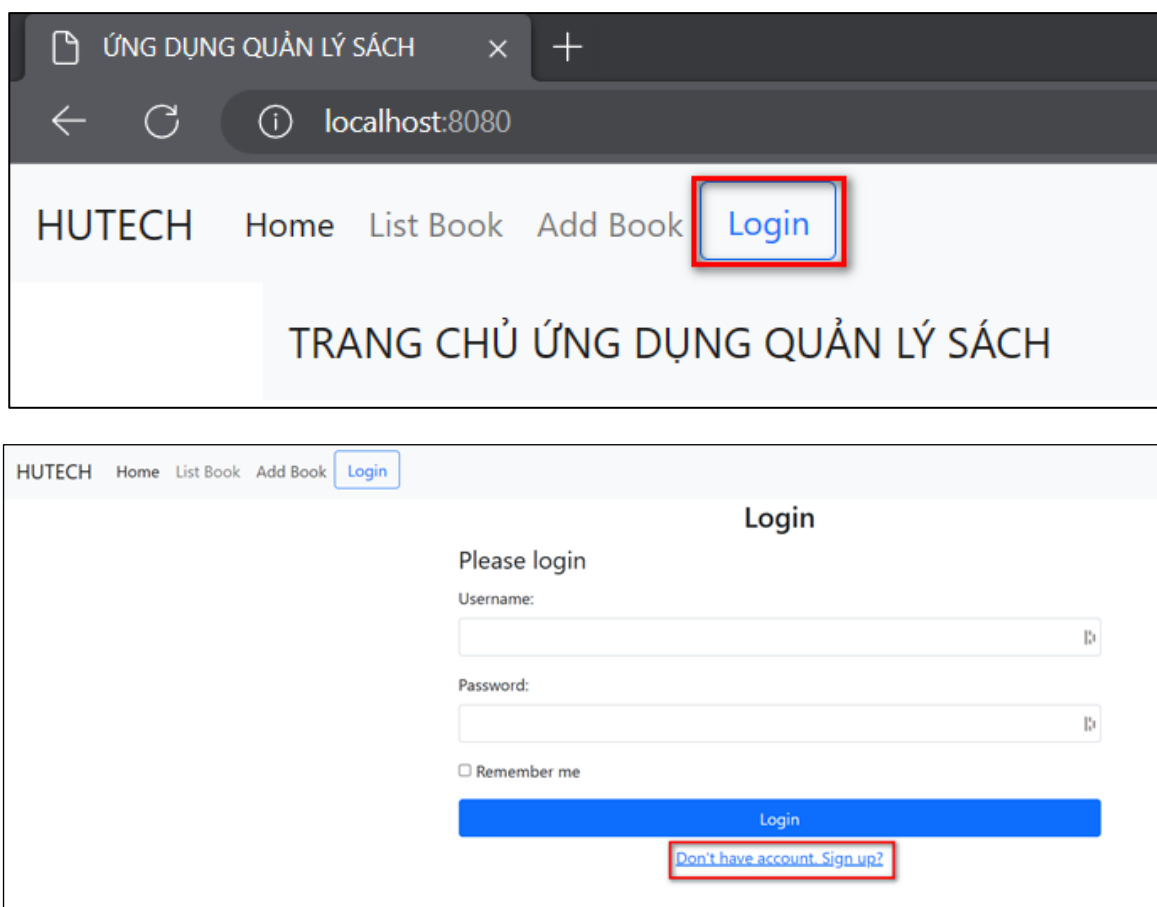 ỨNG DỤNG QUẢN LÝ SÁCH
localhost:8080
HUTECH Home List Book Add Book Login
TRANG CHỦ ỨNG DỤNG QUẢN LÝ SÁCH
HUTECH Home List Book Add Book Login
Login
Please login
Username:
Password:
Remember me
Login
Don't have account. Sign up?